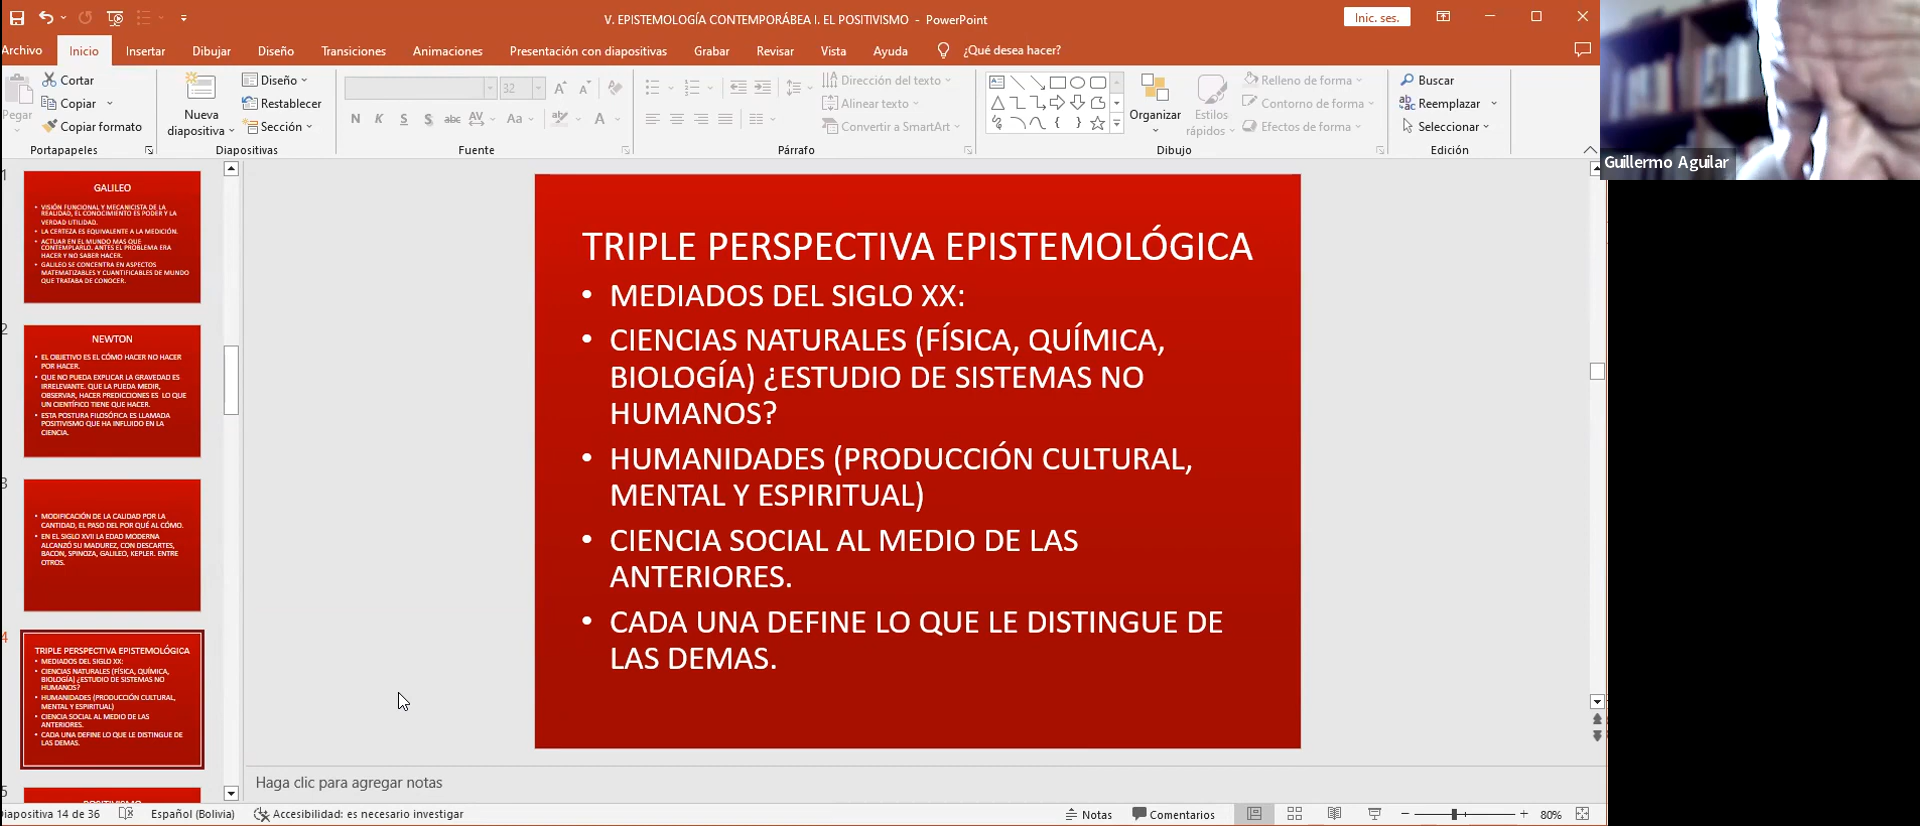 V. EPISTEMOLOGÍA CONTEMPORÁBEA I. EL POSITIVISMO - PowerPoint
Inic. ses.
Archivo
Inicio
Insertar
Dibujar
Diseño
Transiciones
Animaciones
Presentación con diapositivas
Grabar
Revisar
Vista
Ayuda
¿Qué desea hacer?
Pegar
Cortar
Copiar
Copiar formato
Portapapeles
Nueva
diapositiva
Diseño
Restablecer
Sección
Diapositivas
32
N K S S abc AV Aa A
Fuente
Dirección del texto
Alinear texto
Convertir a SmartArt
Párrafo
Organizar
Estilos
rápidos
Relleno de forma
Contorno de forma
Efectos de forma
Dibujo
Buscar
Reemplazar
Seleccionar
Edición
Guillermo Aguilar
1
GALILEO
• VISIÓN FUNCIONAL Y MECANICISTA DE LA
REALIDAD, EL CONOCIMIENTO ES PODER Y LA
VERDAD UTILIDAD.
• LA CERTEZA ES EQUIVALENTE A LA MEDICIÓN.
• ACTUAR EN EL MUNDO MAS QUE
CONTEMPLARLO. ANTES EL PROBLEMA ERA
HACER Y NO SABER HACER.
• GALILEO SE CONCENTRA EN ASPECTOS
MATEMATIZABLES Y CUANTIFICABLES DE MUNDO
QUE TRATABA DE CONOCER.
2
NEWTON
• EL OBJETIVO ES EL CÓMO HACER NO HACER
POR HACER.
• QUE NO PUEDA EXPLICAR LA GRAVEDAD ES
IRRELEVANTE. QUE LA PUEDA MEDIR,
OBSERVAR, HACER PREDICCIONES ES LO QUE
UN CIENTÍFICO TIENE QUE HACER.
• ESTA POSTURA FILOSÓFICA ES LLAMADA
POSITIVISMO QUE HA INFLUIDO EN LA
CIENCIA.
3
• MODIFICACIÓN DE LA CALIDAD POR LA
CANTIDAD, EL PASO DEL POR QUÉ AL CÓMO.
• EN EL SIGLO XVII LA EDAD MODERNA
ALCANZÓ SU MADUREZ, CON DESCARTES,
BACON, SPINOZA, GALILEO, KEPLER. ENTRE
OTROS.
4
TRIPLE PERSPECTIVA EPISTEMOLÓGICA
• MEDIADOS DEL SIGLO XX:
• CIENCIAS NATURALES (FÍSICA, QUÍMICA,
BIOLOGÍA) ¿ESTUDIO DE SISTEMAS NO
HUMANOS?
• HUMANIDADES (PRODUCCIÓN CULTURAL,
MENTAL Y ESPIRITUAL)
• CIENCIA SOCIAL AL MEDIO DE LAS
ANTERIORES.
• CADA UNA DEFINE LO QUE LE DISTINGUE DE
LAS DEMAS.
5
POSITIVISMO
TRIPLE PERSPECTIVA EPISTEMOLÓGICA
• MEDIADOS DEL SIGLO XX:
• CIENCIAS NATURALES (FÍSICA, QUÍMICA,
BIOLOGÍA) ¿ESTUDIO DE SISTEMAS NO
HUMANOS?
• HUMANIDADES (PRODUCCIÓN CULTURAL,
MENTAL Y ESPIRITUAL)
• CIENCIA SOCIAL AL MEDIO DE LAS
ANTERIORES.
• CADA UNA DEFINE LO QUE LE DISTINGUE DE
LAS DEMAS.
Haga clic para agregar notas
Diapositiva 14 de 36
Español (Bolivia)
Accesibilidad: es necesario investigar
Notas
Comentarios
80%